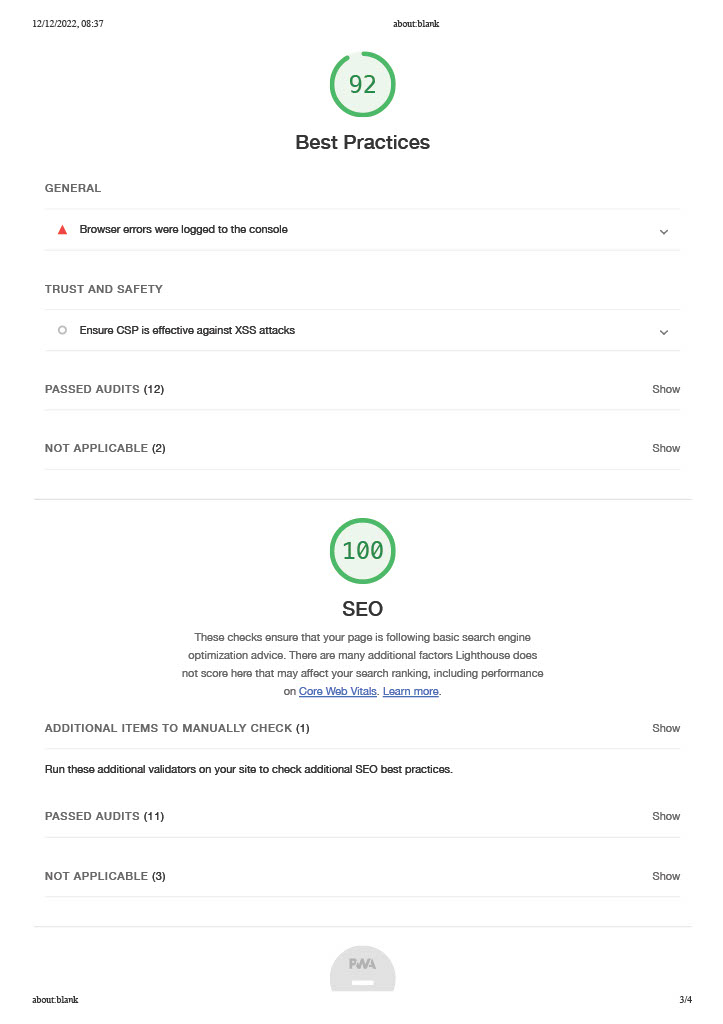 12/12/2022, 08:37 about:blank
92
Best Practices
GENERAL
Browser errors were logged to the console
TRUST AND SAFETY
Ensure CSP is effective against XSS attacks
PASSED AUDITS (12) Show
NOT APPLICABLE (2) Show
100
SEO
These checks ensure that your page is following basic search engine
optimization advice. There are many additional factors Lighthouse does
not score here that may affect your search ranking, including performance
on Core Web Vitals. Learn more.
ADDITIONAL ITEMS TO MANUALLY CHECK (1) Show
Run these additional validators on your site to check additional SEO best practices.
PASSED AUDITS (11) Show
NOT APPLICABLE (3) Show
PWA
about:blank 3/4